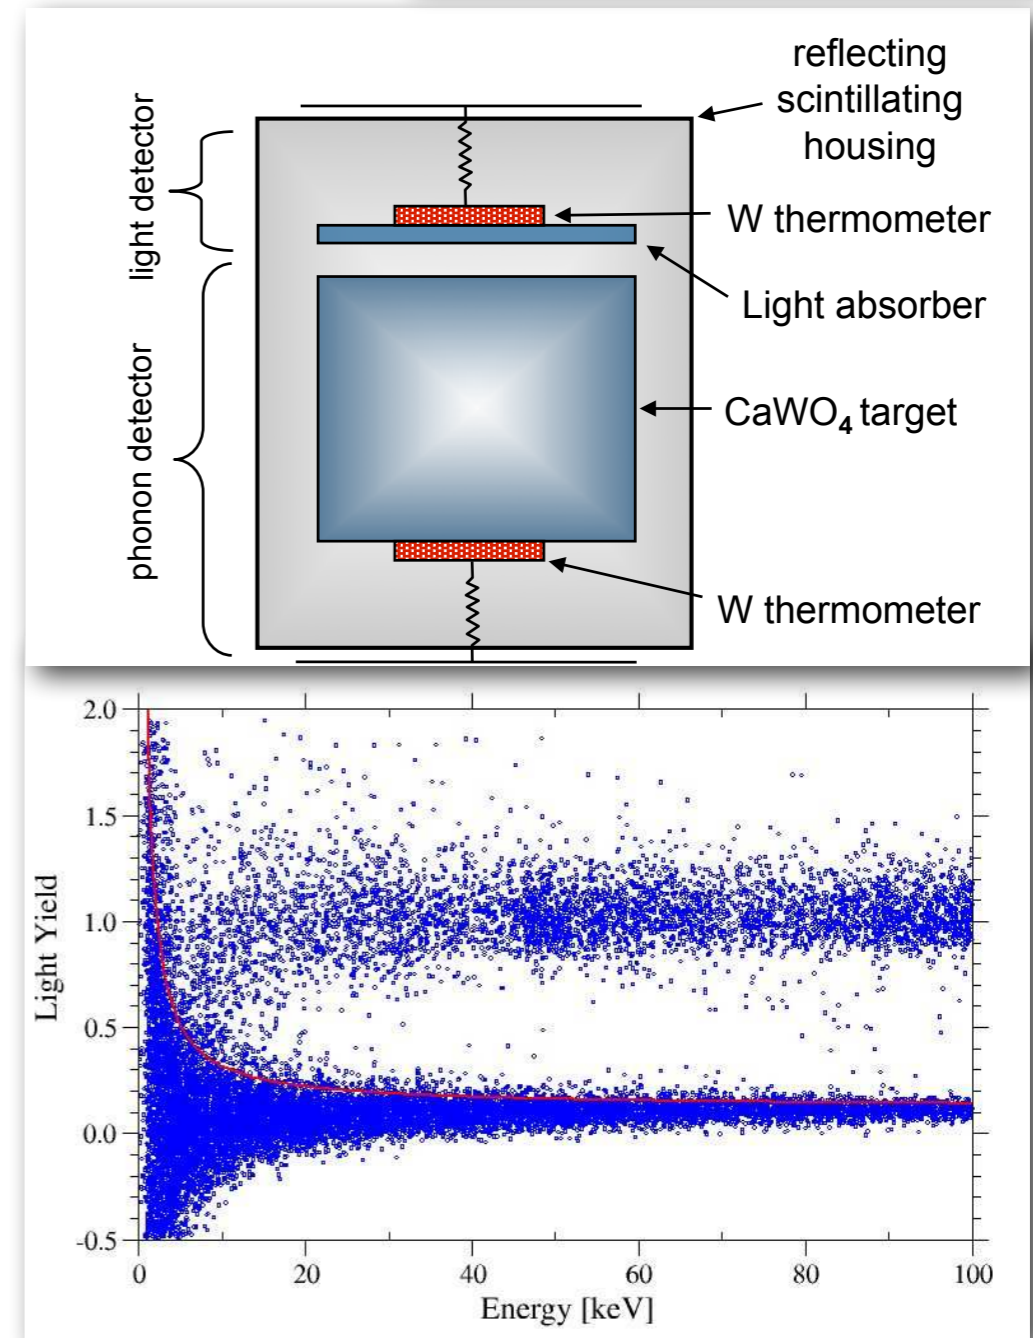 reflecting
scintillating
housing
light detector
W thermometer
Light absorber
phonon detector
CaWO₄ target
W thermometer
2.0
1.5
1.0
0.5
0.0
-0.5
Light Yield
0 20 40 60 80 100
Energy [keV]